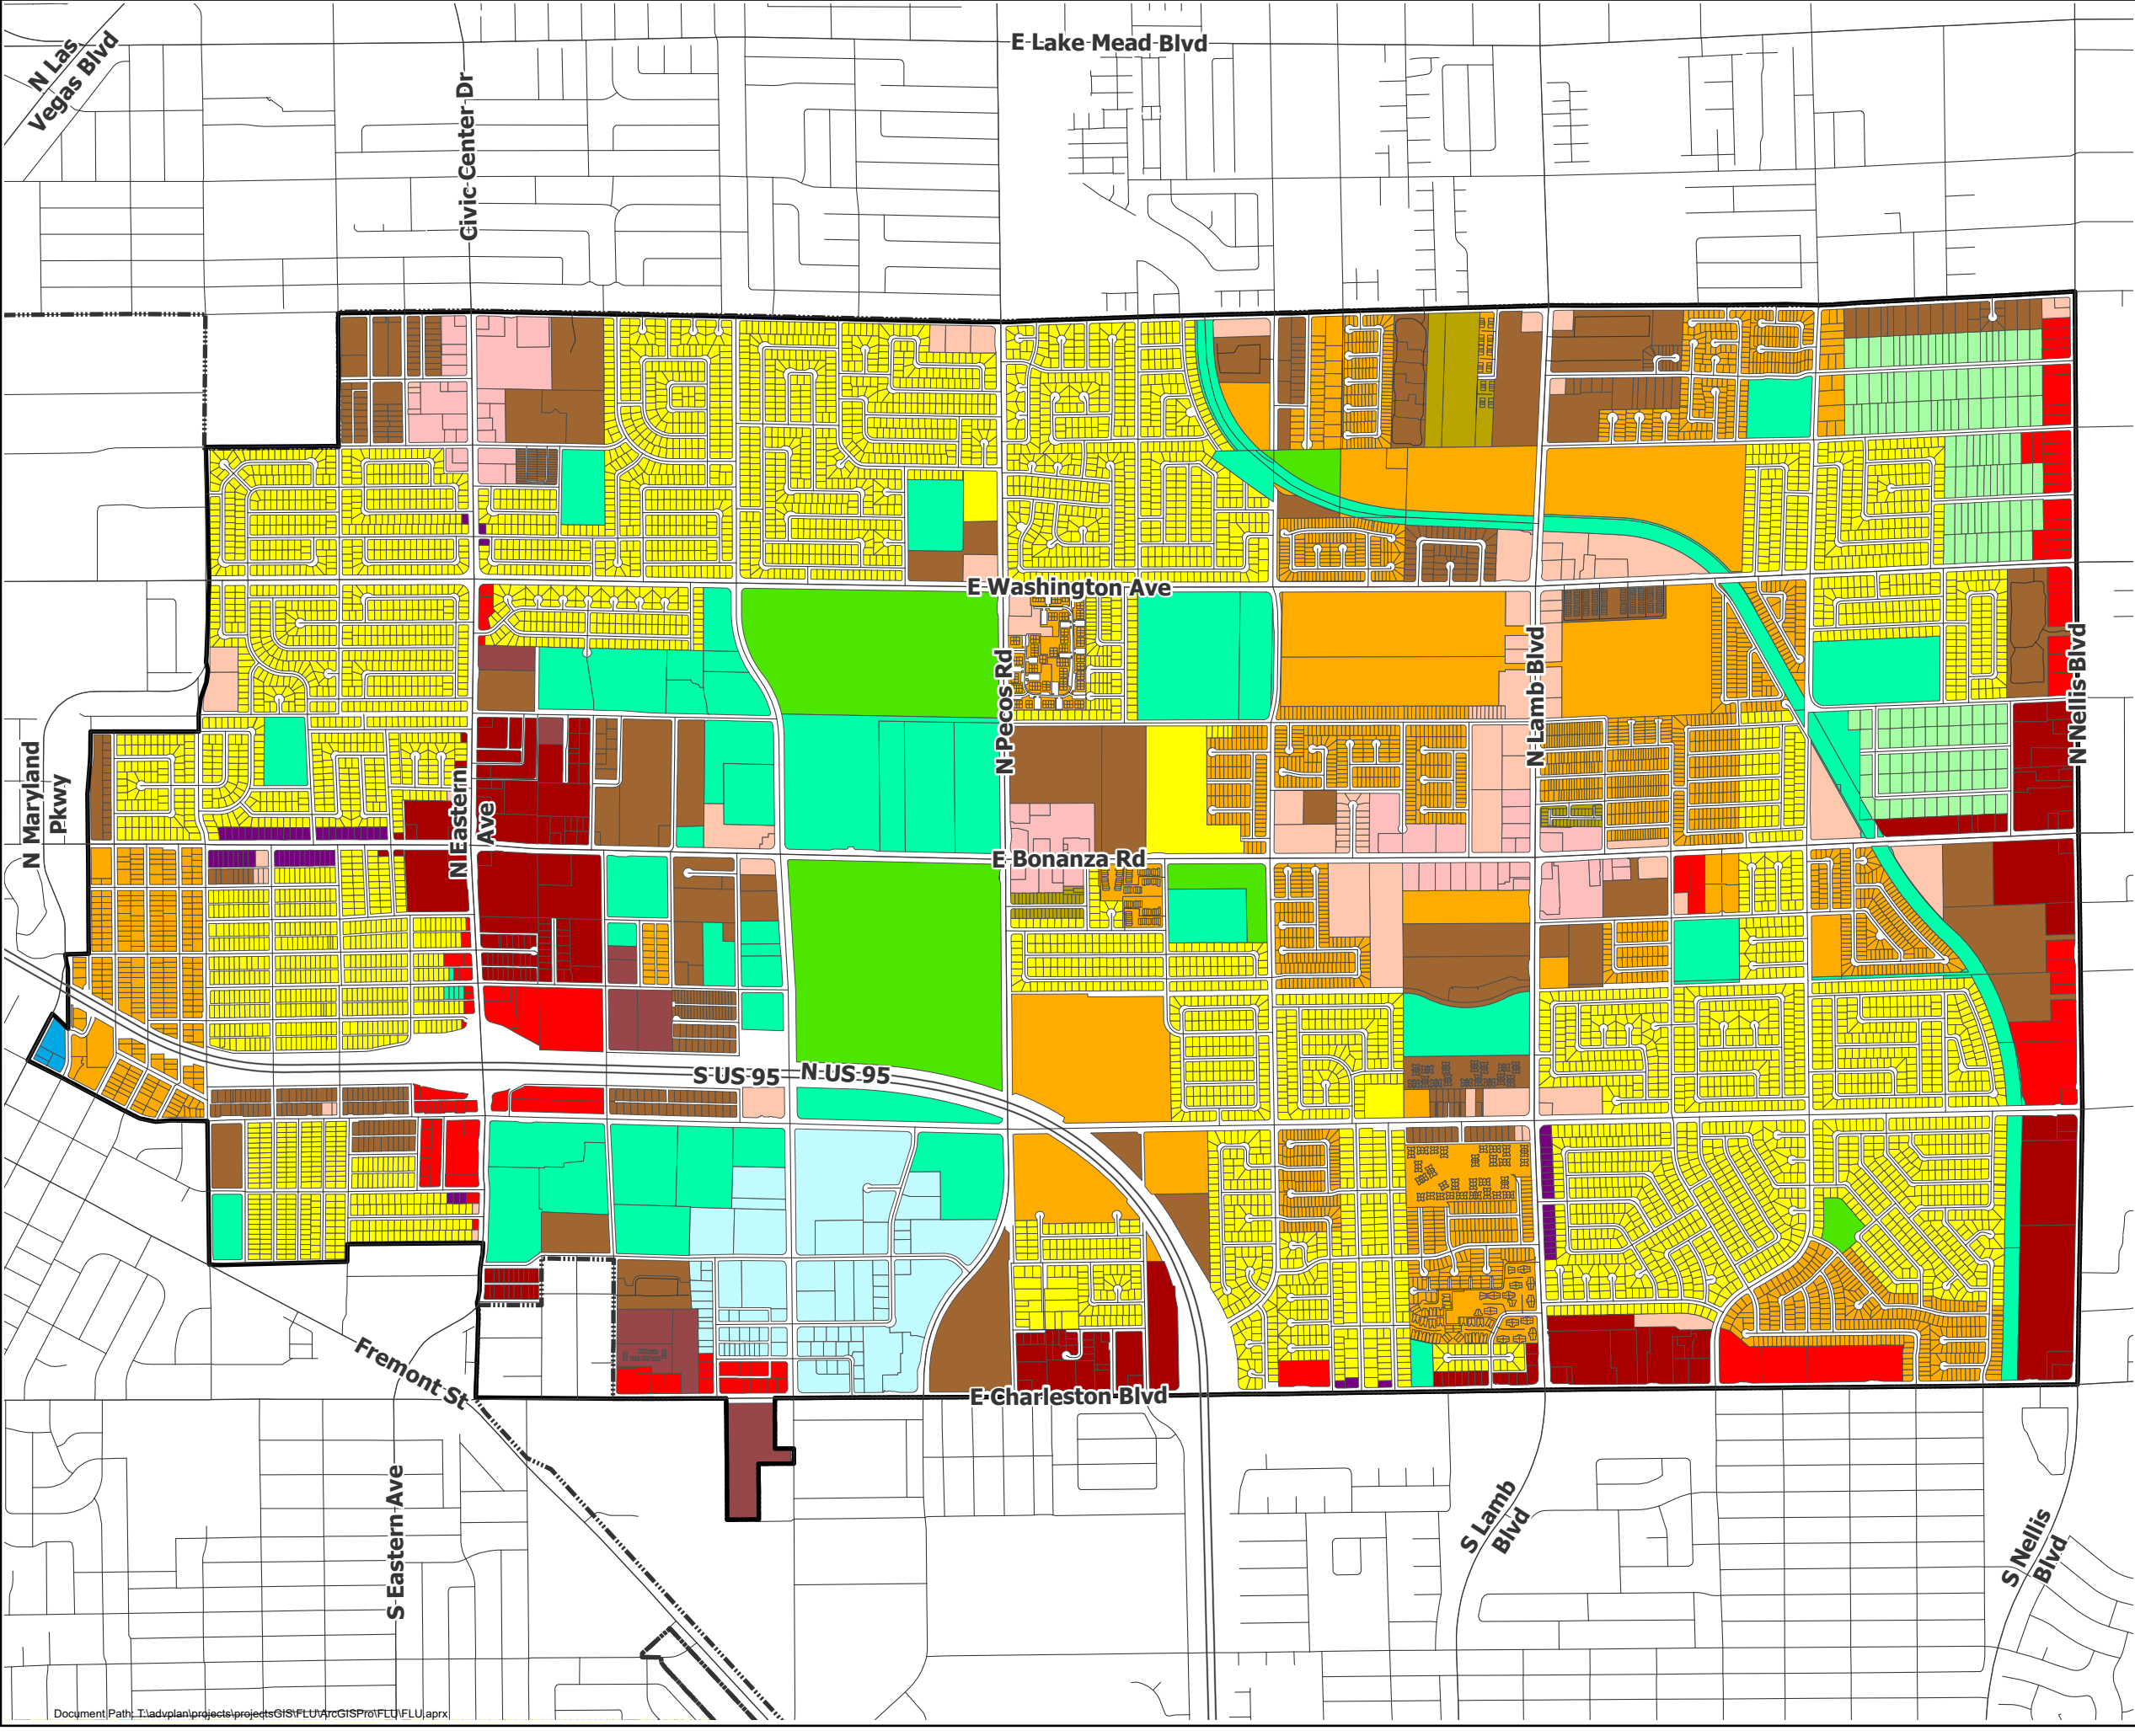 N Las
Vegas Blvd
E Lake Mead Blvd
Civic Center Dr
E Washington Ave
N Pecos Rd
N Lamb Blvd
N Nellis Blvd
N Maryland
Pkwy
N Eastern
Ave
E Bonanza Rd
S US 95
N US 95
Fremont St
E Charleston Blvd
S Eastern Ave
S Lamb
Blvd
S Nellis
Blvd
Document Path: T:\advplan\projects\projectsGIS\FLU\ArcGISPro\FLU\FLU.aprx